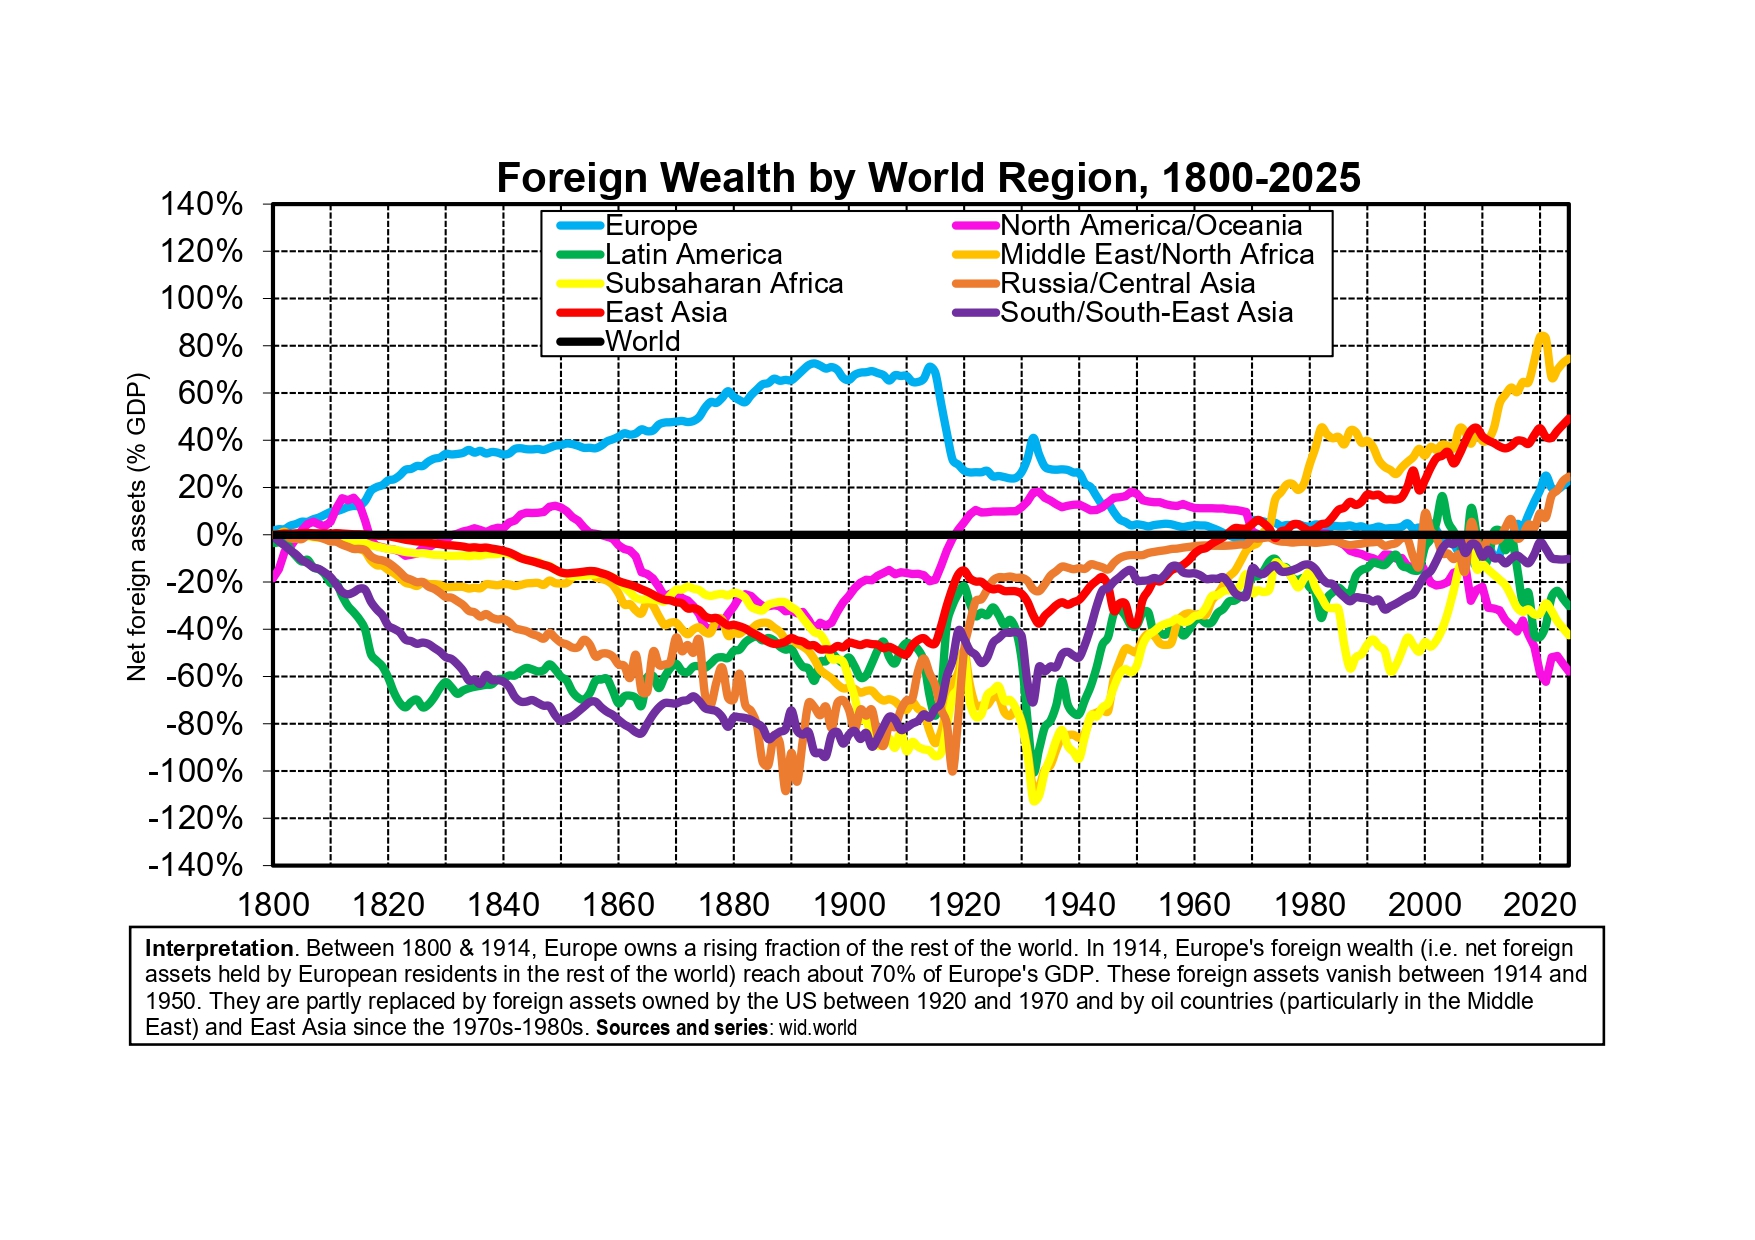 Foreign Wealth by World Region, 1800-2025
140%
120%
100%
80%
60%
40%
20%
0%
-20%
-40%
-60%
-80%
-100%
-120%
-140%
Net foreign assets (% GDP)
Europe
North America/Oceania
Latin America
Middle East/North Africa
Subsaharan Africa
Russia/Central Asia
East Asia
South/South-East Asia
World
1800 1820 1840 1860 1880 1900 1920 1940 1960 1980 2000 2020
Interpretation. Between 1800 & 1914, Europe owns a rising fraction of the rest of the world. In 1914, Europe's foreign wealth (i.e. net foreign
assets held by European residents in the rest of the world) reach about 70% of Europe's GDP. These foreign assets vanish between 1914 and
1950. They are partly replaced by foreign assets owned by the US between 1920 and 1970 and by oil countries (particularly in the Middle
East) and East Asia since the 1970s-1980s. Sources and series: wid.world